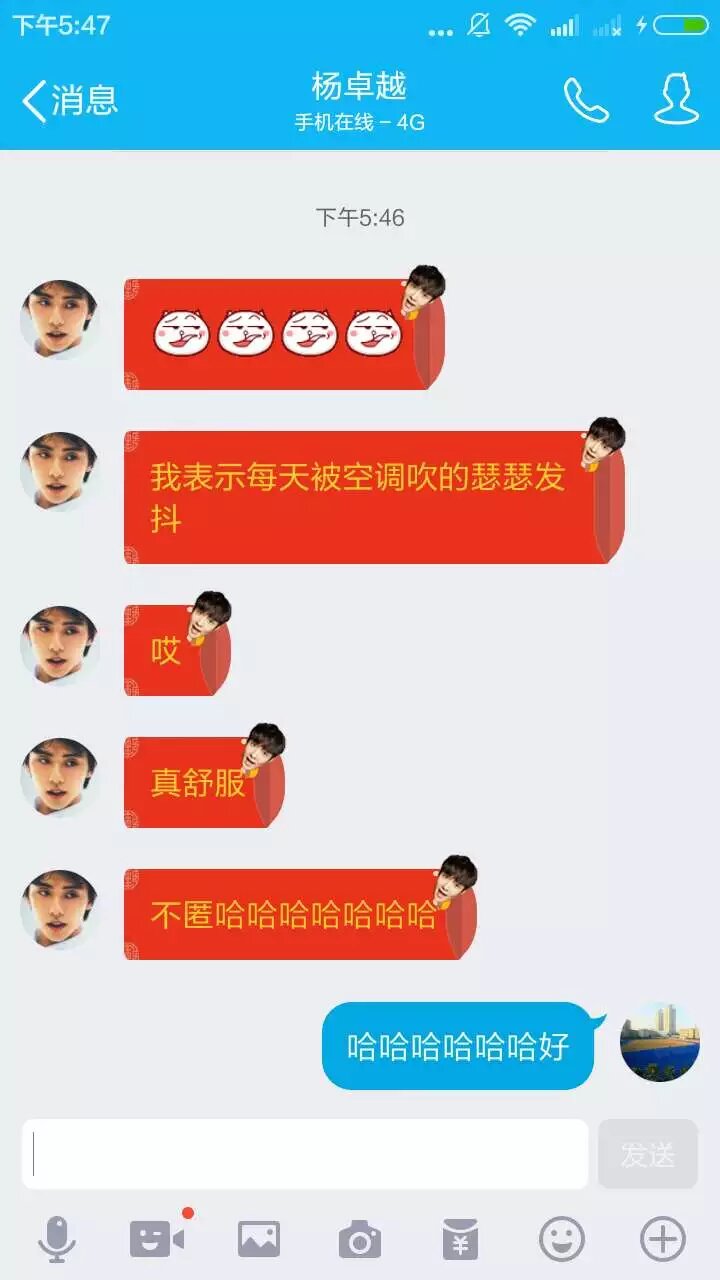 下午5:47
消息
杨卓越
手机在线 – 4G
下午5:46
我表示每天被空调吹的瑟瑟发
抖
哎
真舒服
不匿哈哈哈哈哈哈哈
哈哈哈哈哈哈好
发送